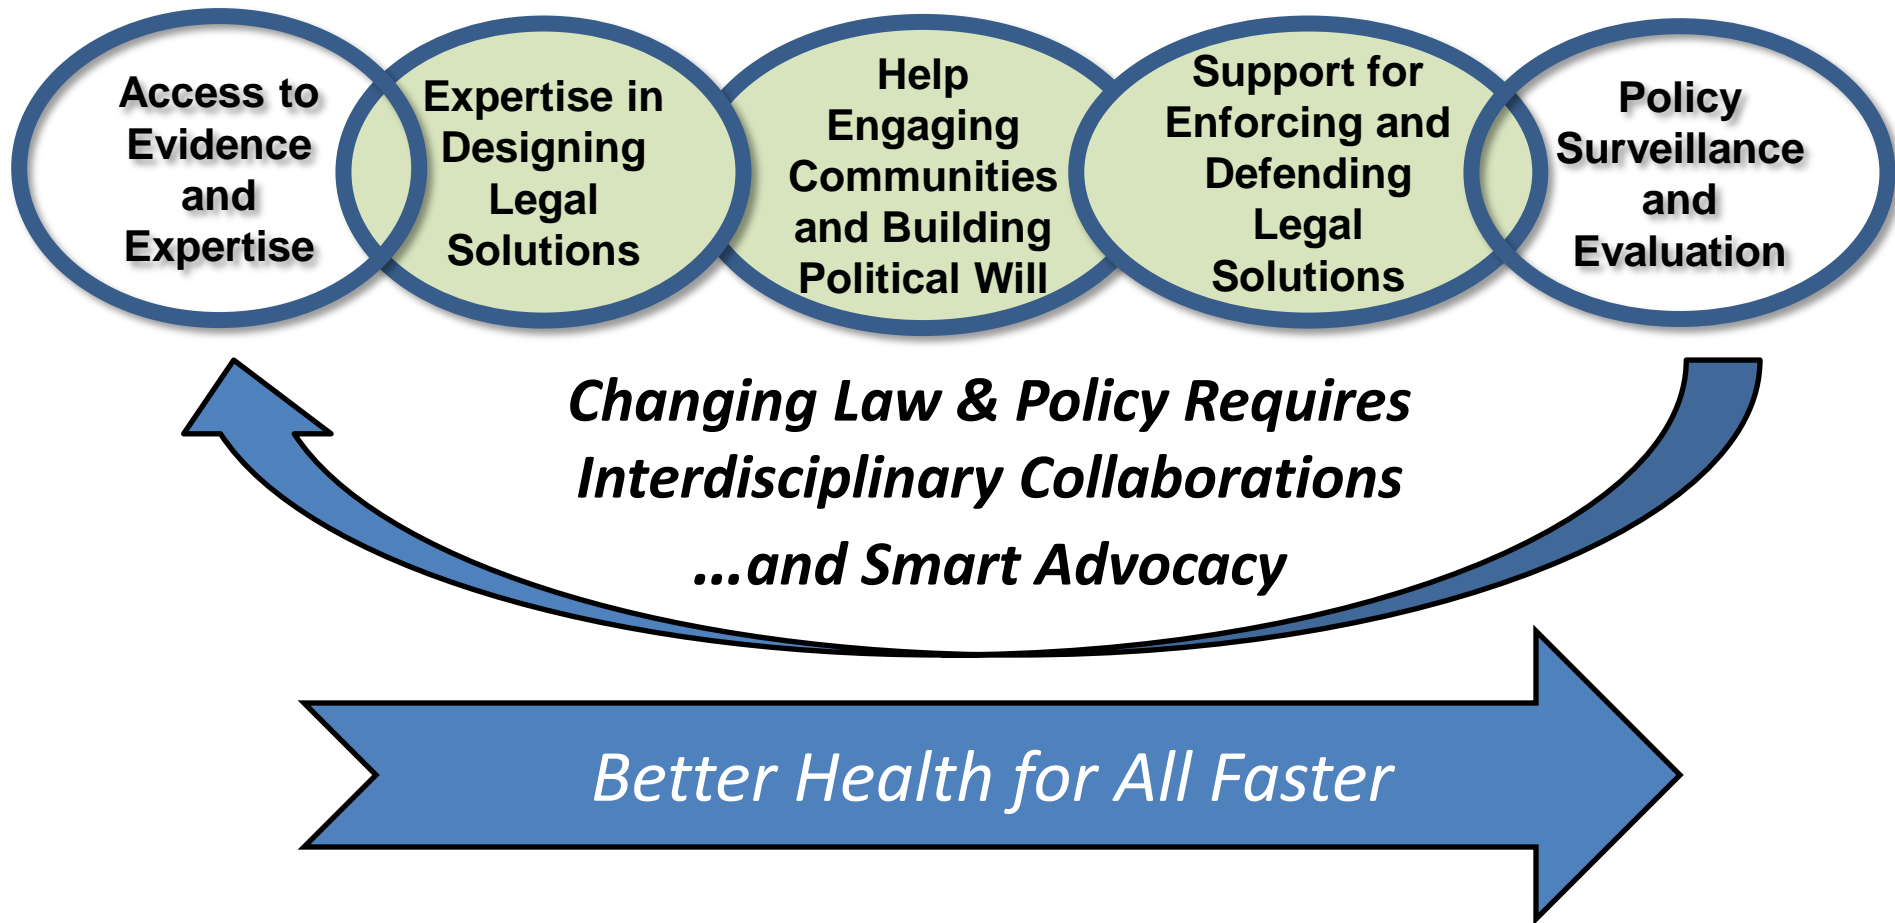 Access to
Evidence
and
Expertise
Expertise in
Designing
Legal
Solutions
Help
Engaging
Communities
and Building
Political Will
Support for
Enforcing and
Defending
Legal
Solutions
Policy
Surveillance
and
Evaluation
Changing Law & Policy Requires
Interdisciplinary Collaborations
...and Smart Advocacy
Better Health for All Faster